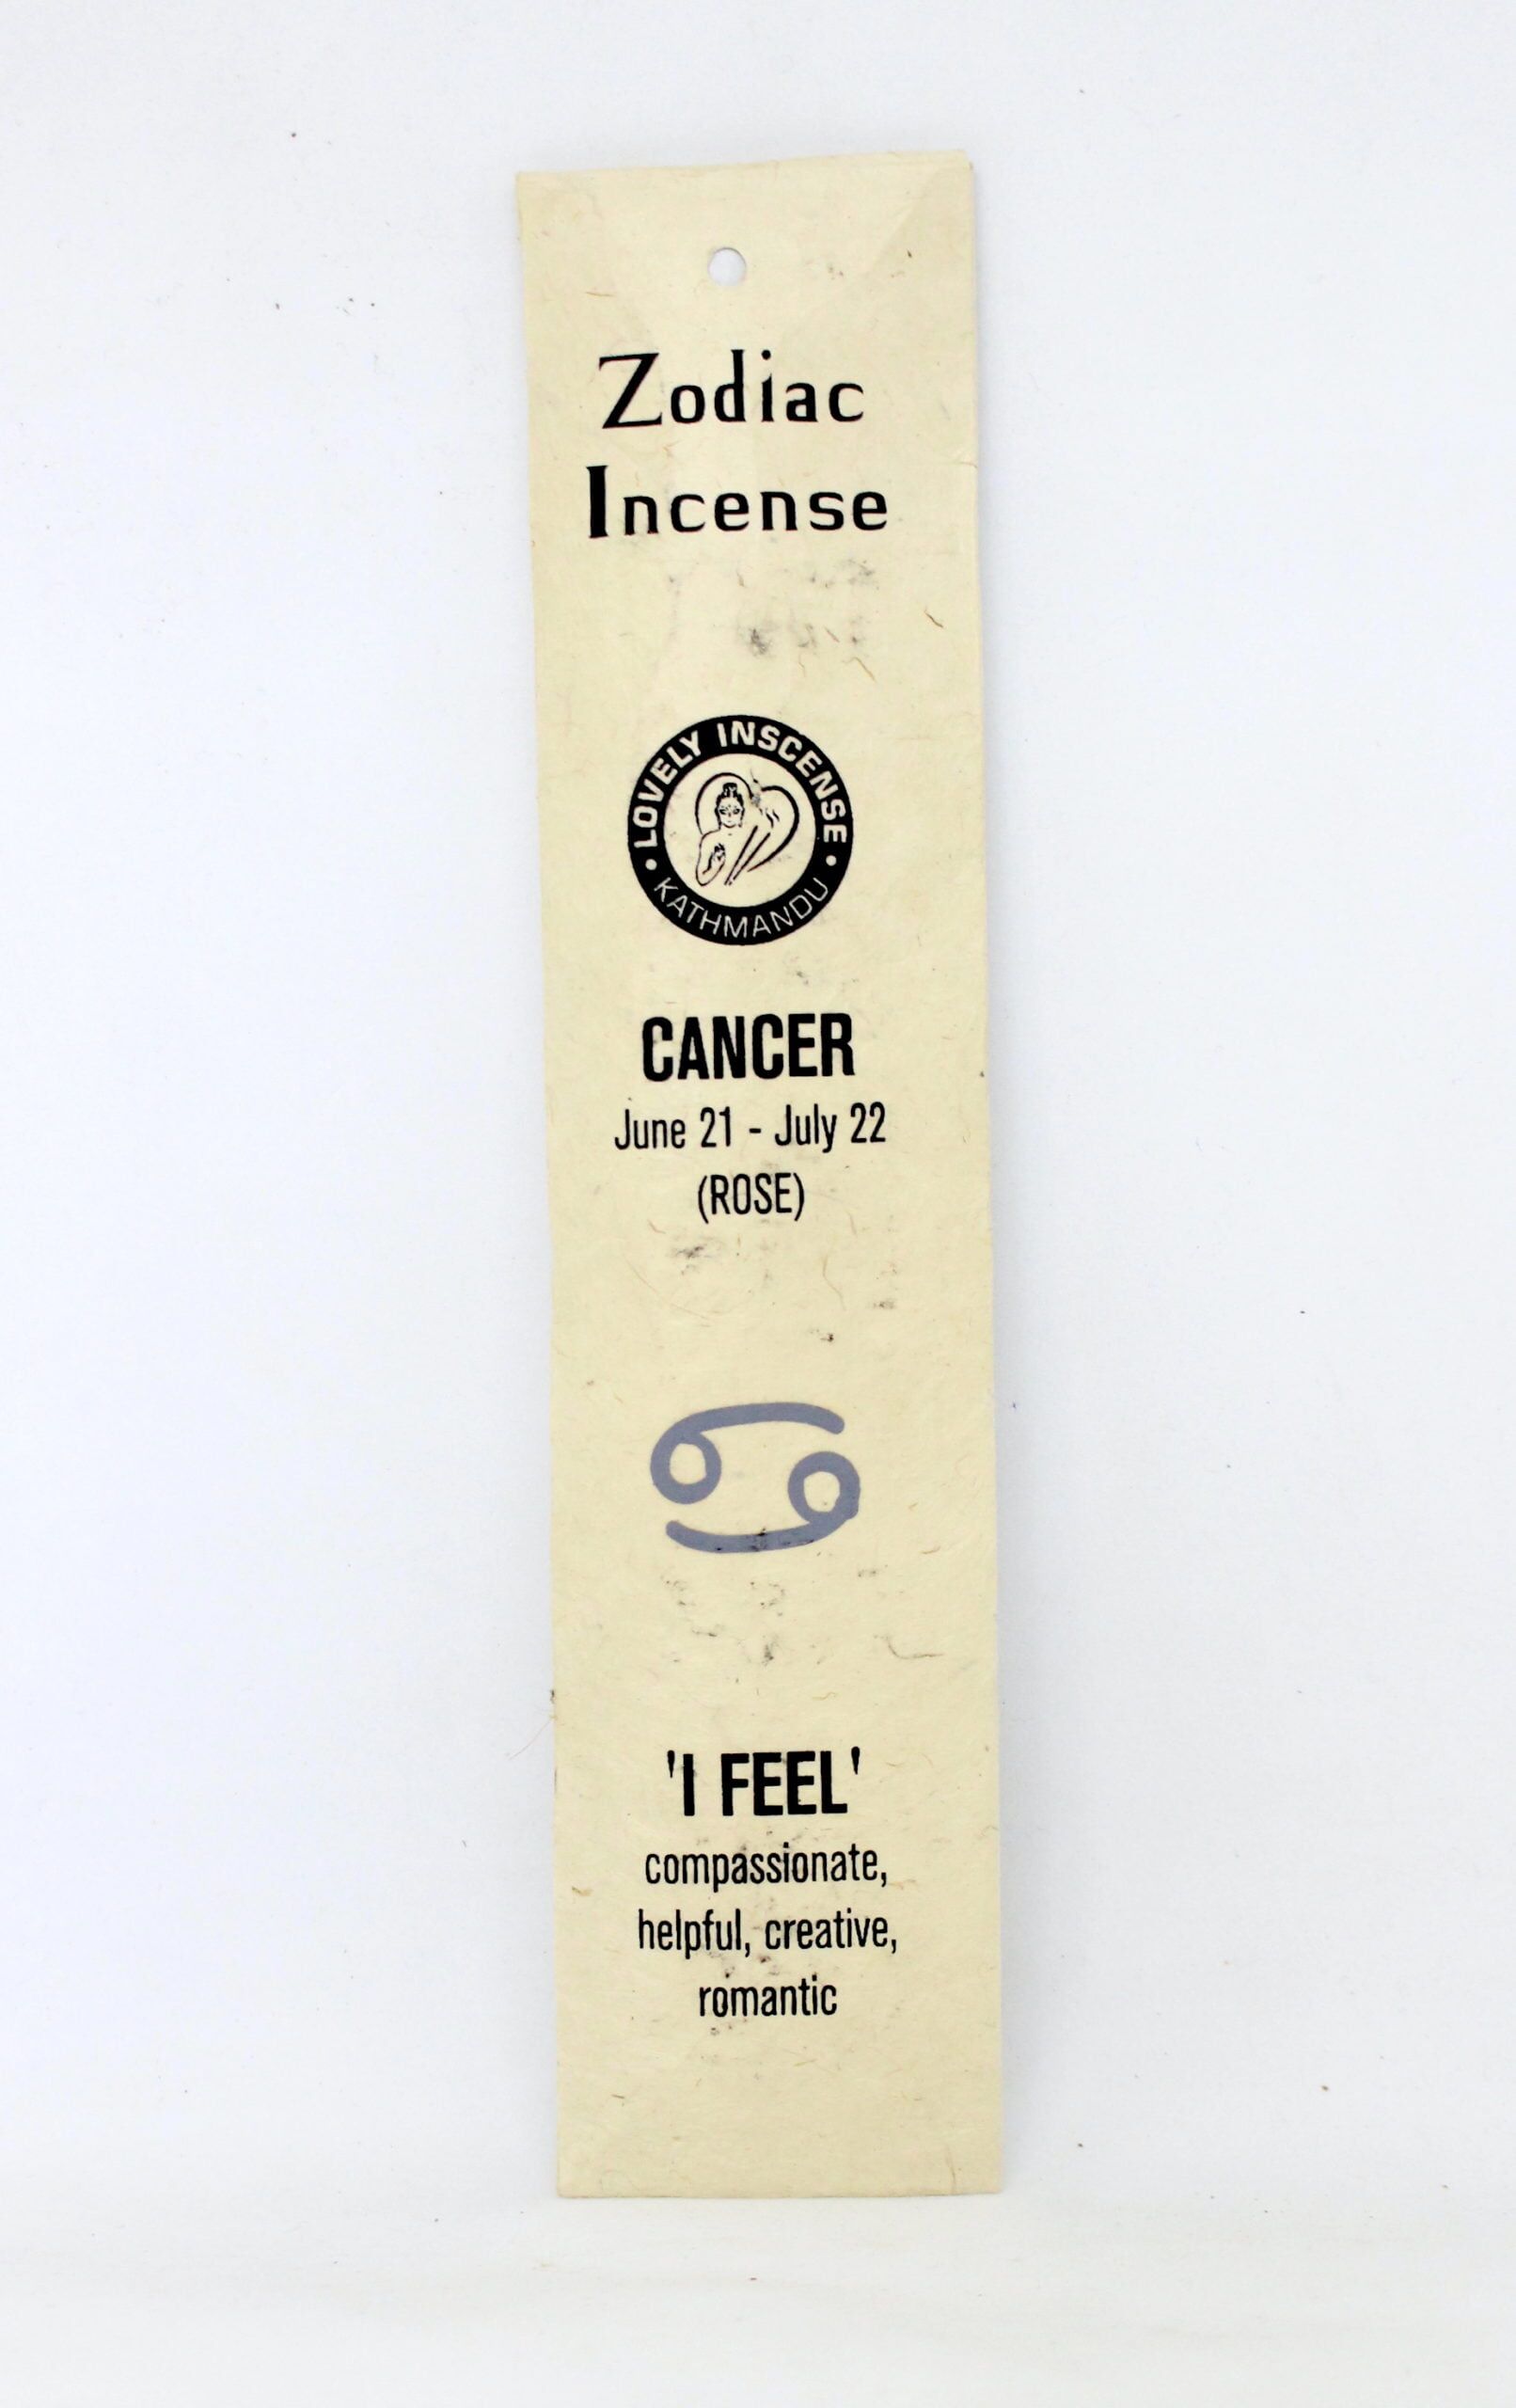 Zodiac
Incense
LOVELY INSCENSE
• KATHMANDU •
CANCER
June 21 - July 22
(ROSE)
'I FEEL'
compassionate,
helpful, creative,
romantic